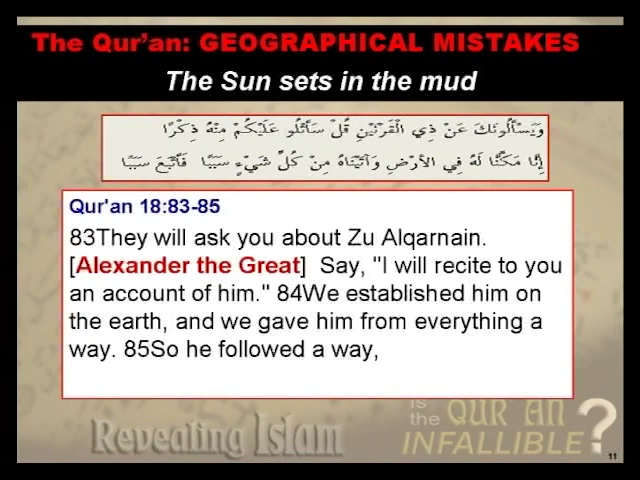 The Qur'an: GEOGRAPHICAL MISTAKES
The Sun sets in the mud
وَيَسْأَلُونَكَ عَنْ ذِي الْقَرْنَيْنِ قُلْ سَأَتْلُو عَلَيْكُمْ مِنْهُ ذِكْرًا
إِنَّا مَكَّنَّا لَهُ فِي الأَرْضِ وَآتَيْنَاهُ مِنْ كُلِّ شَيْءٍ سَبَبًا فَأَتْبَعَ سَبَبًا
Qur'an 18:83-85
83They will ask you about Zu Alqarnain.
[Alexander the Great] Say, "I will recite to you
an account of him." 84We established him on
the earth, and we gave him from everything a
way. 85So he followed a way,
Revealing Islam
is
the QUR'AN
INFALLIBLE?
11